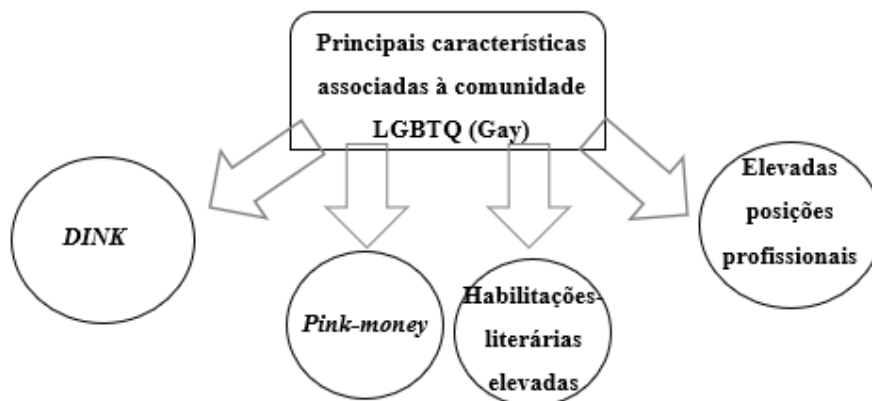 Principais características
associadas à comunidade
LGBTQ (Gay)
DINK
Pink-money
Habilitações-
literárias
elevadas
Elevadas
posições
profissionais